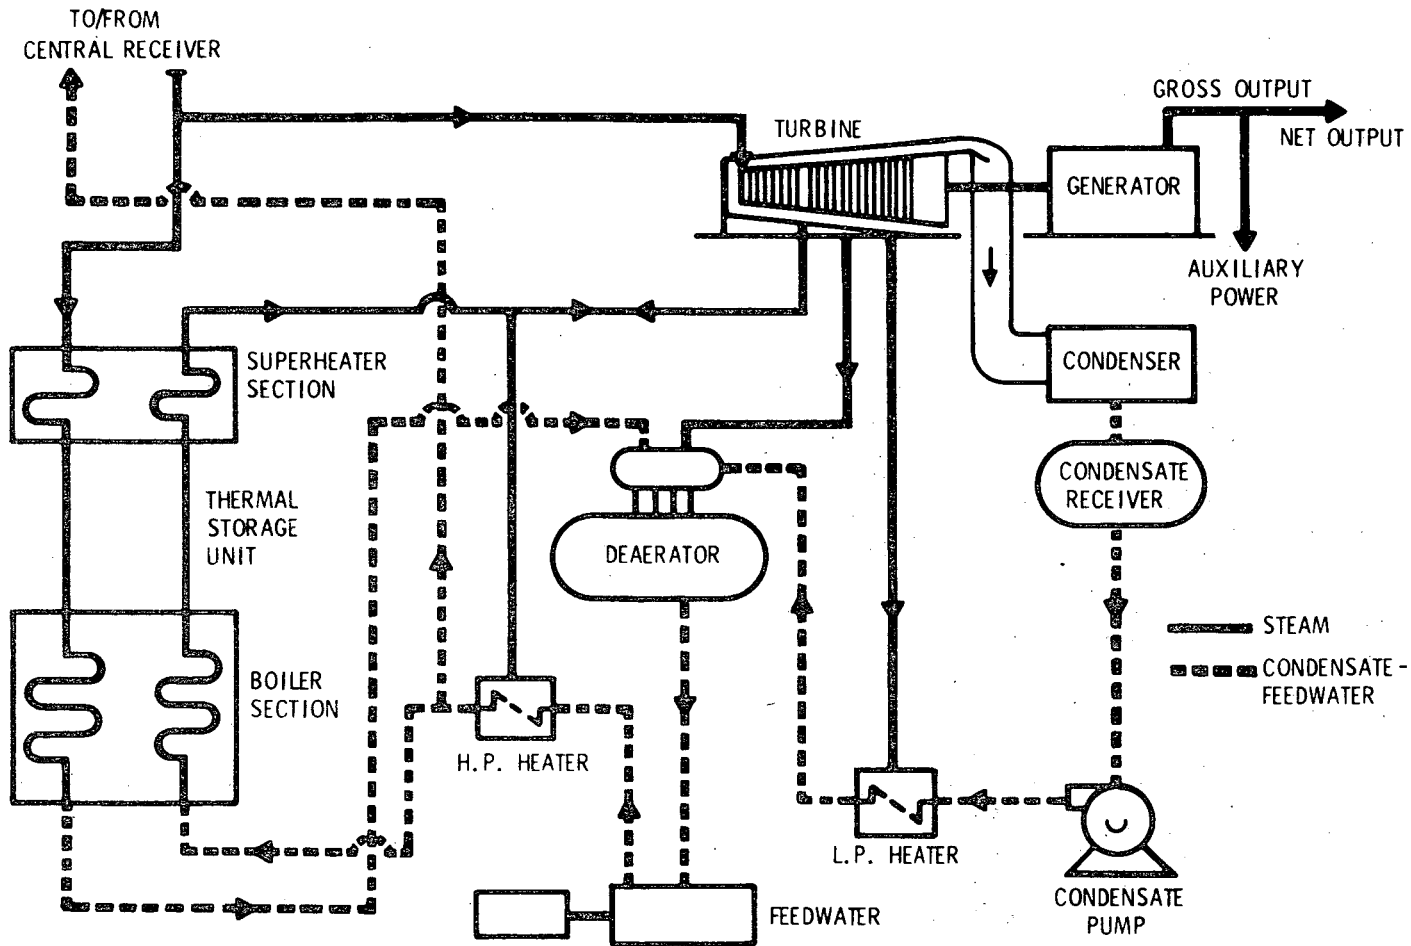 TO/FROM
CENTRAL RECEIVER
GROSS OUTPUT
NET OUTPUT
TURBINE
GENERATOR
AUXILIARY
POWER
SUPERHEATER
SECTION
CONDENSER
CONDENSATE
RECEIVER
THERMAL
STORAGE
UNIT
DEAERATOR
STEAM
CONDENSATE-
FEEDWATER
BOILER
SECTION
H.P. HEATER
L.P. HEATER
CONDENSATE
PUMP
FEEDWATER